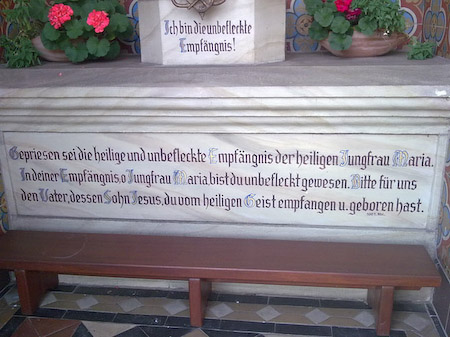 Ich bin die unbefleckte
Empfängnis!
Gepriesen sei die heilige und unbefleckte Empfängnis der heiligen Jungfrau Maria.
In deiner Empfängnis, o Jungfrau Maria, bist du unbefleckt gewesen. Bitte für uns
den Vater, dessen Sohn Jesus, du vom heiligen Geist empfangen u. geboren hast.